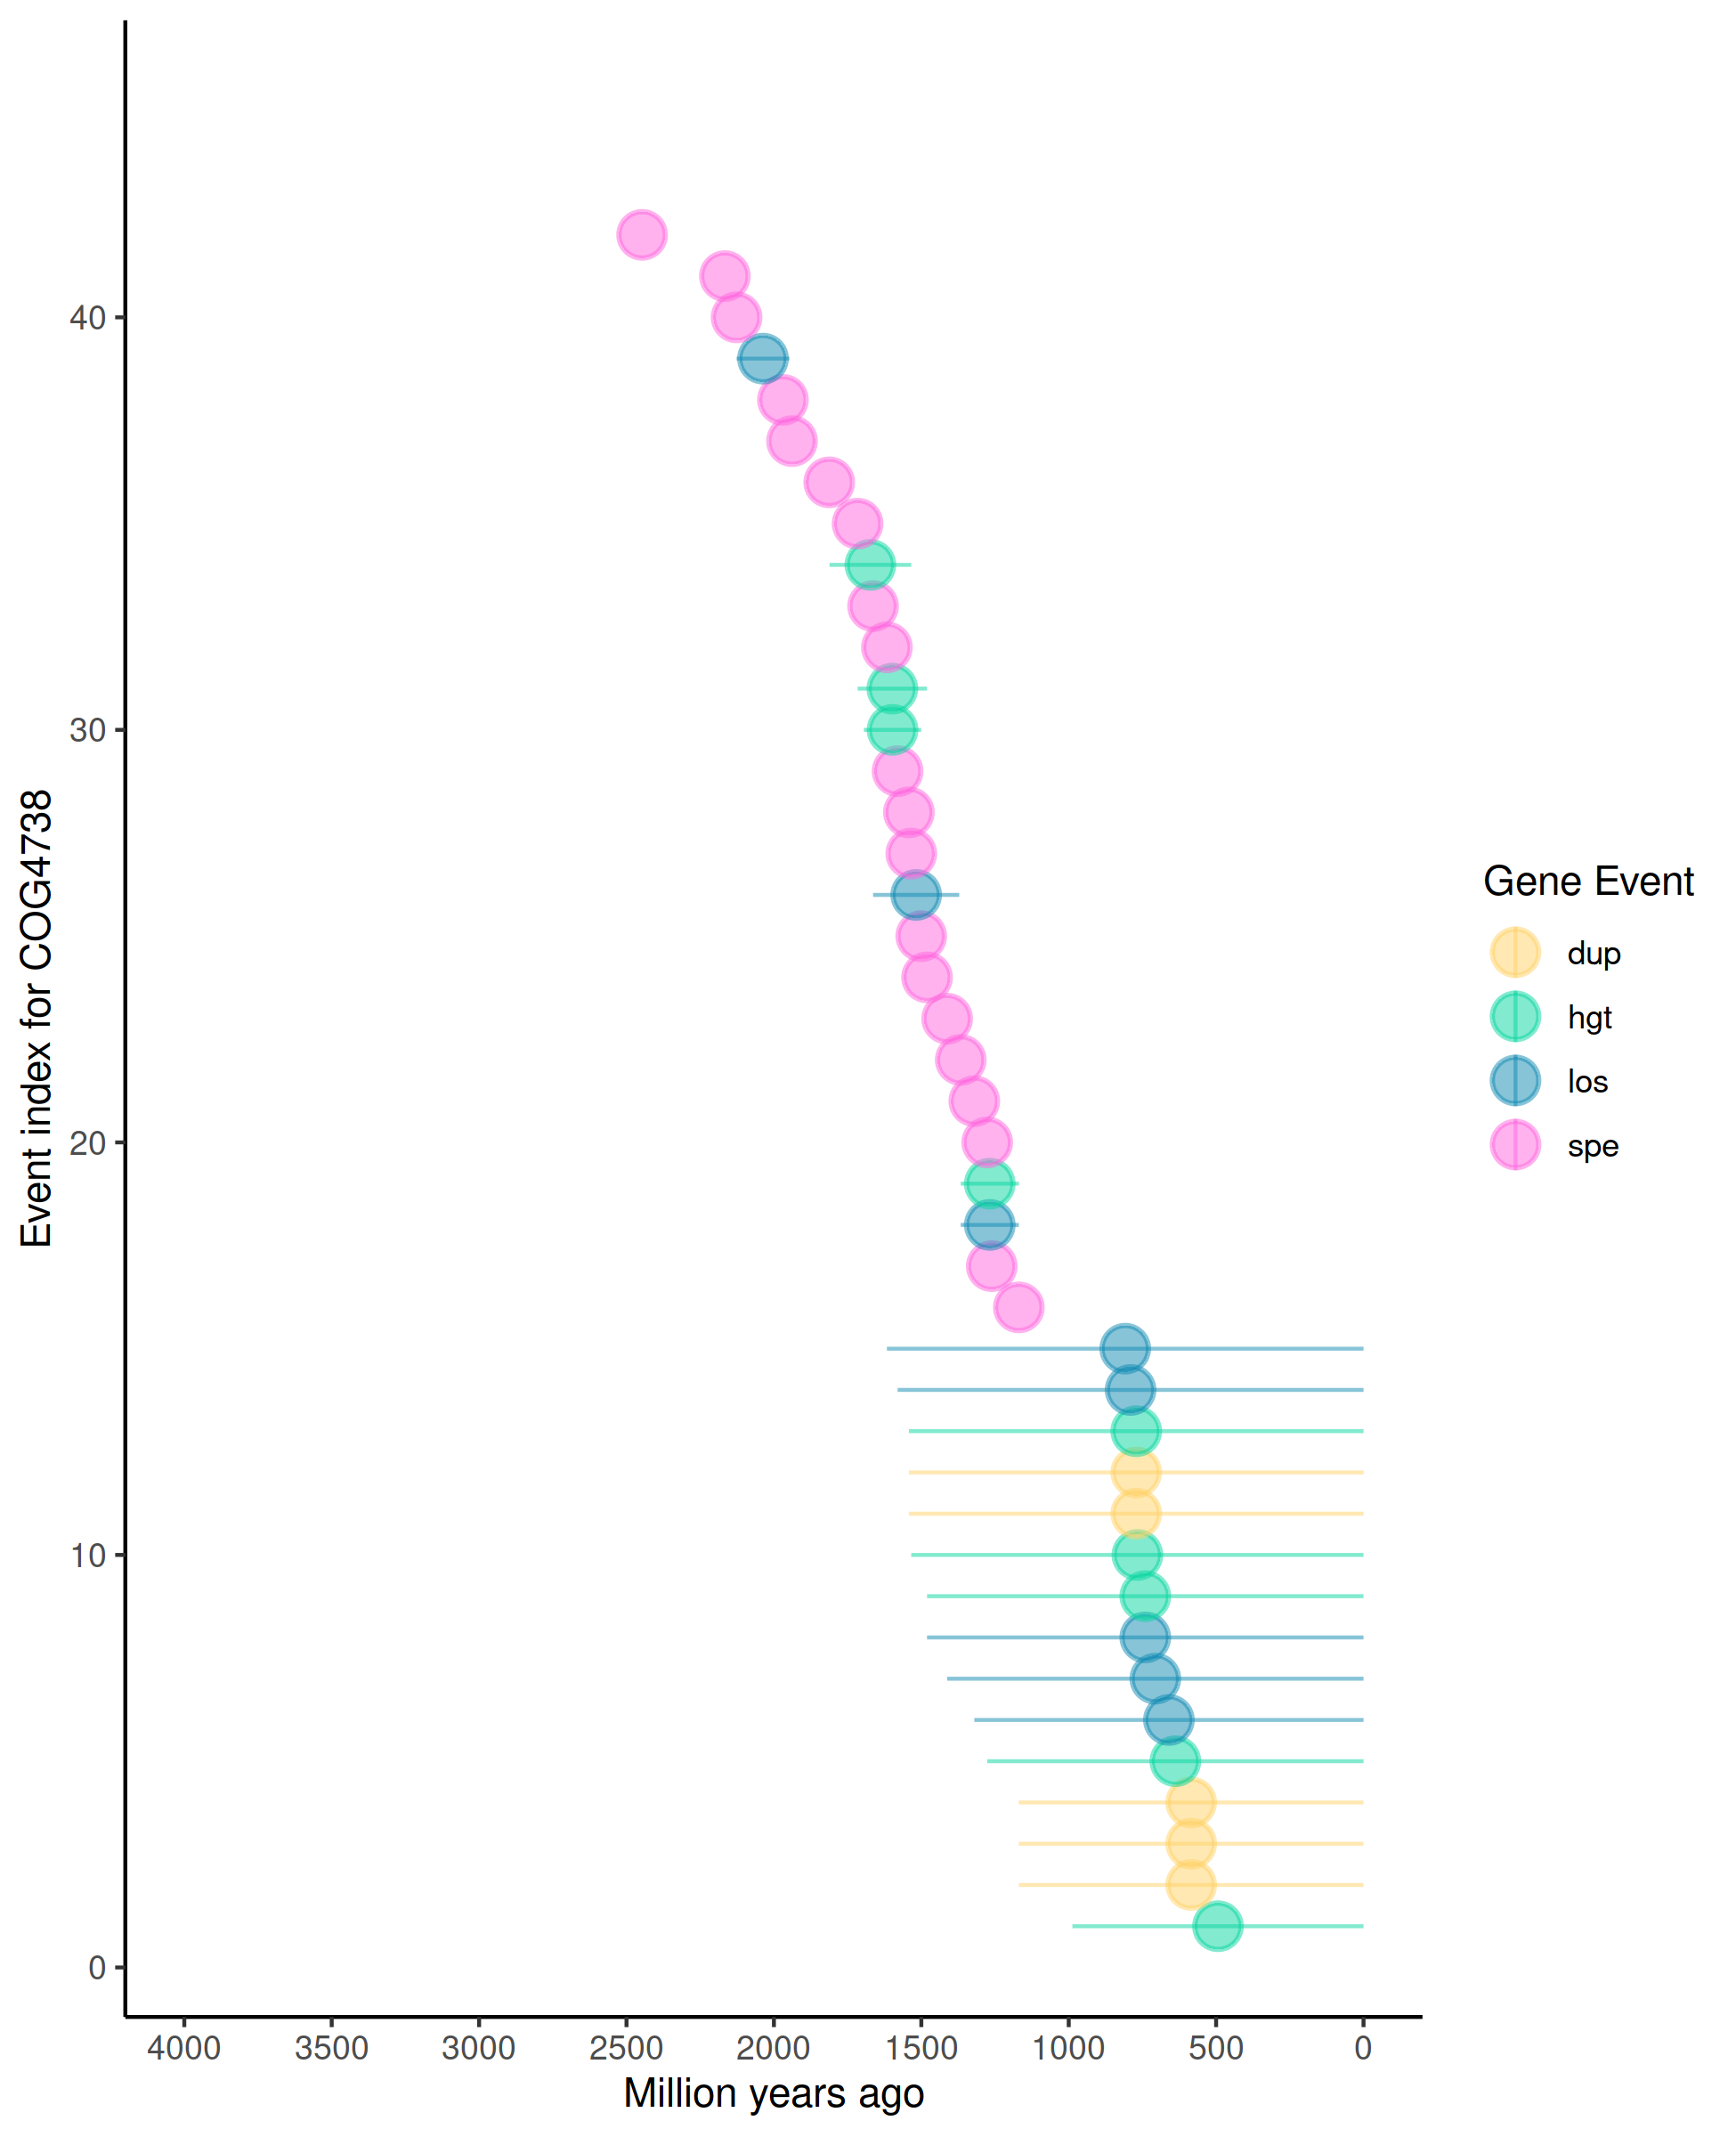 Event index for COG4738
40
30
20
10
0
4000 3500 3000 2500 2000 1500 1000 500 0
Million years ago
Gene Event
dup
hgt
los
spe